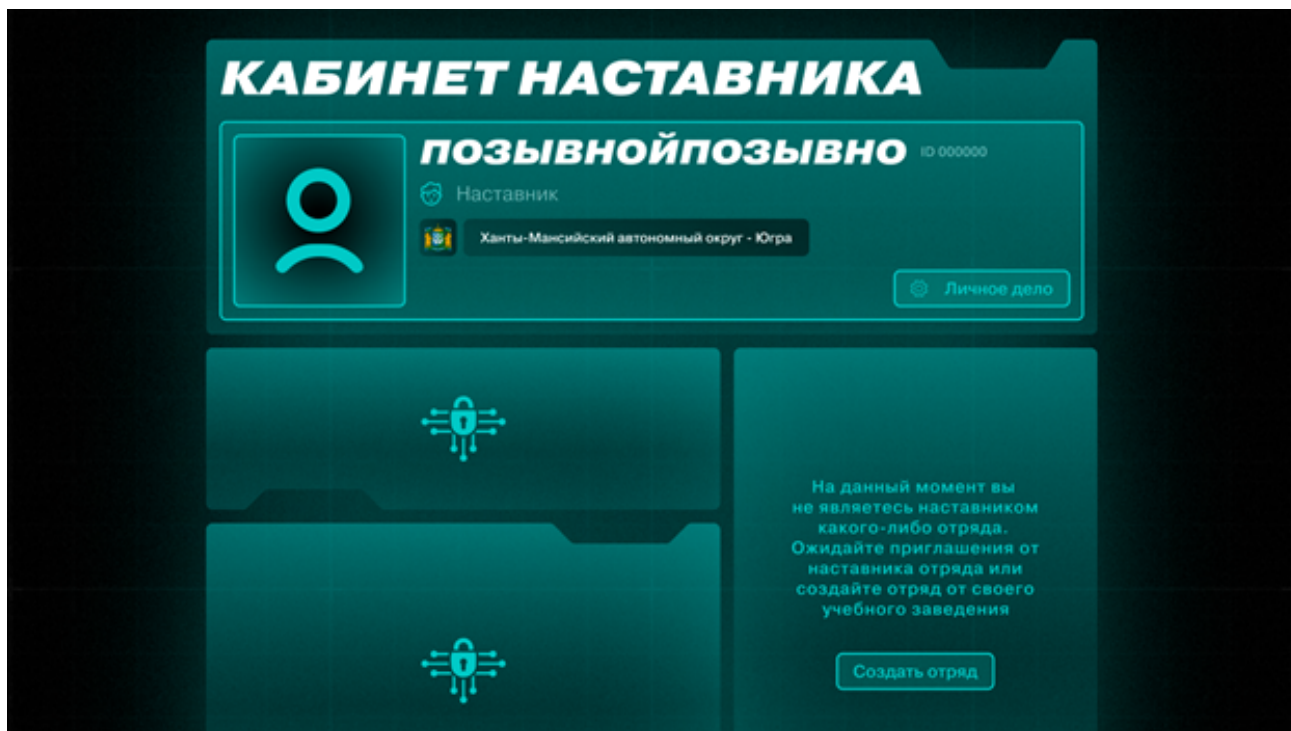 КАБИНЕТ НАСТАВНИКА
ПОЗЫВНОЙПОЗЫВНО ID 000000
Наставник
Ханты-Мансийский автономный округ - Югра
Личное дело
На данный момент вы
не являетесь наставником
какого-либо отряда.
Ожидайте приглашения от
наставника отряда или
создайте отряд от своего
учебного заведения
Создать отряд